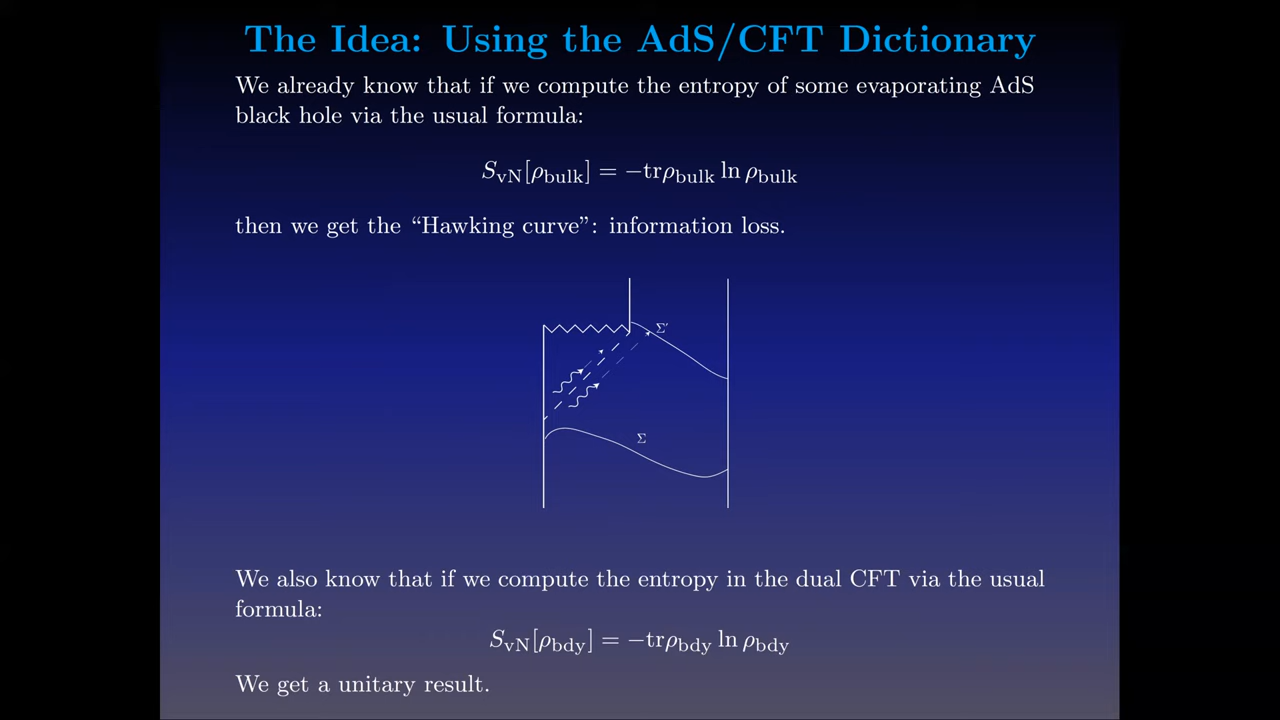 The Idea: Using the AdS/CFT Dictionary
We already know that if we compute the entropy of some evaporating AdS
black hole via the usual formula:
S_vN[ρ_bulk] = −trρ_bulk ln ρ_bulk
then we get the “Hawking curve”: information loss.
Σ′
Σ
We also know that if we compute the entropy in the dual CFT via the usual
formula:
S_vN[ρ_bdy] = −trρ_bdy ln ρ_bdy
We get a unitary result.